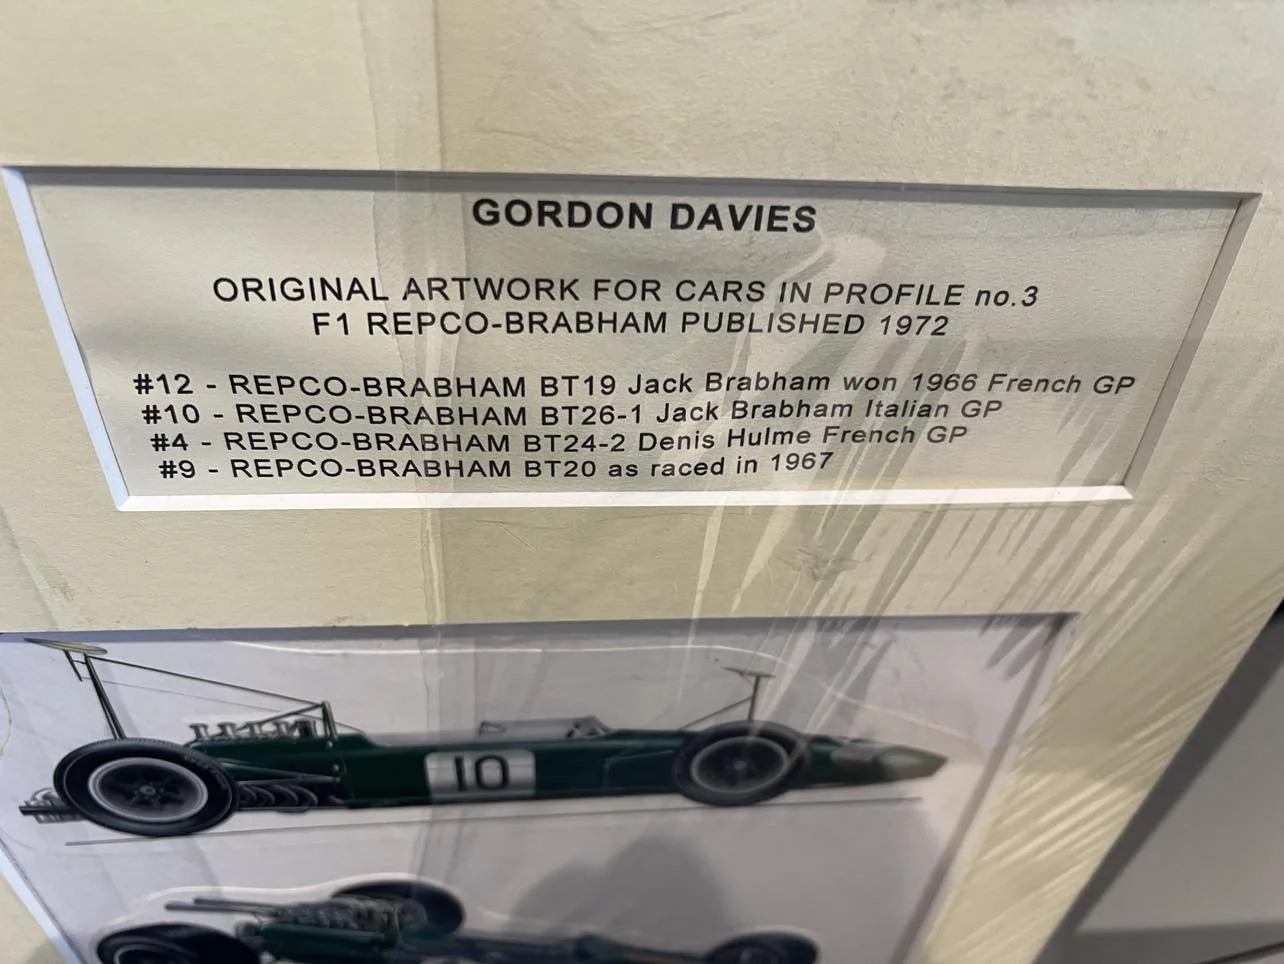 GORDON DAVIES
ORIGINAL ARTWORK FOR CARS IN PROFILE no.3
F1 REPCO-BRABHAM PUBLISHED 1972
#12 - REPCO-BRABHAM BT19 Jack Brabham won 1966 French GP
#10 - REPCO-BRABHAM BT26-1 Jack Brabham Italian GP
#4 - REPCO-BRABHAM BT24-2 Denis Hulme French GP
#9 - REPCO-BRABHAM BT20 as raced in 1967
10